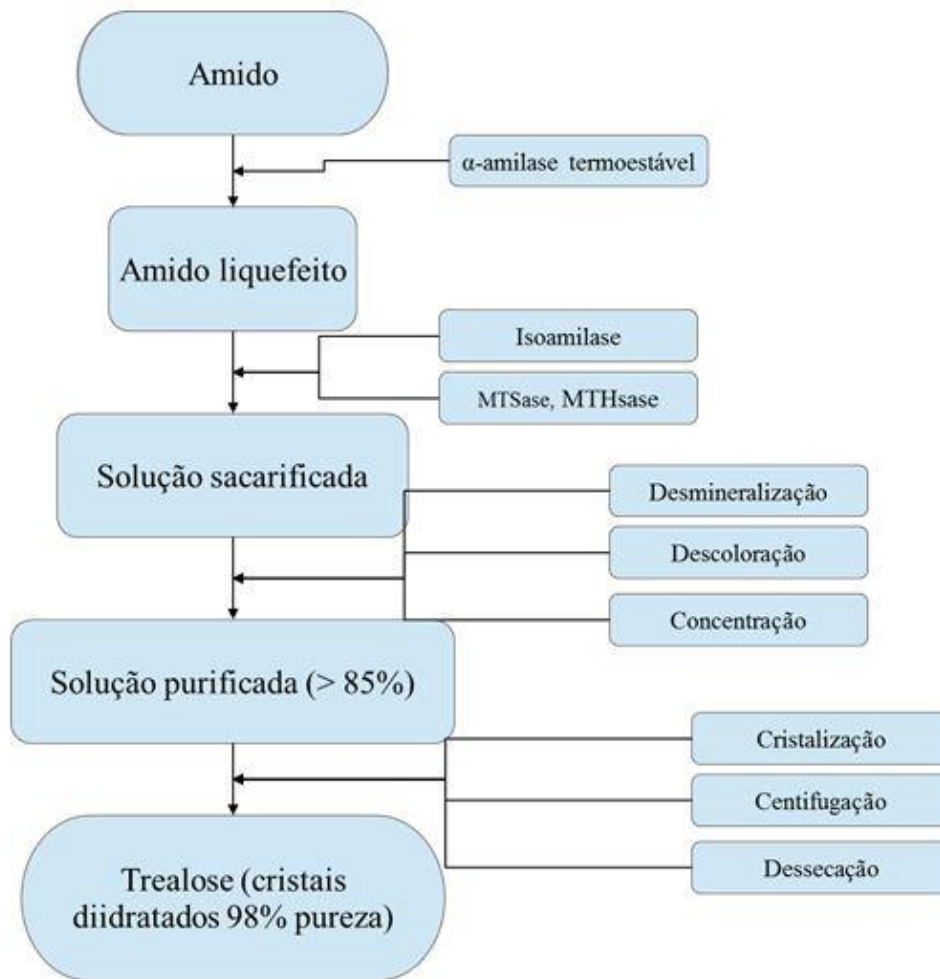 Amido
α-amilase termoestável
Amido liquefeito
Isoamilase
MTSase, MTHsase
Solução sacarificada
Desmineralização
Descoloração
Concentração
Solução purificada (> 85%)
Cristalização
Centifugação
Dessecação
Trealose (cristais
diidratados 98% pureza)